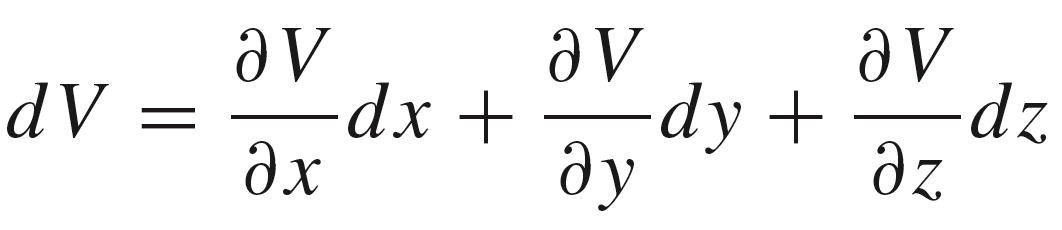 dV = ∂V/∂x dx + ∂V/∂y dy + ∂V/∂z dz